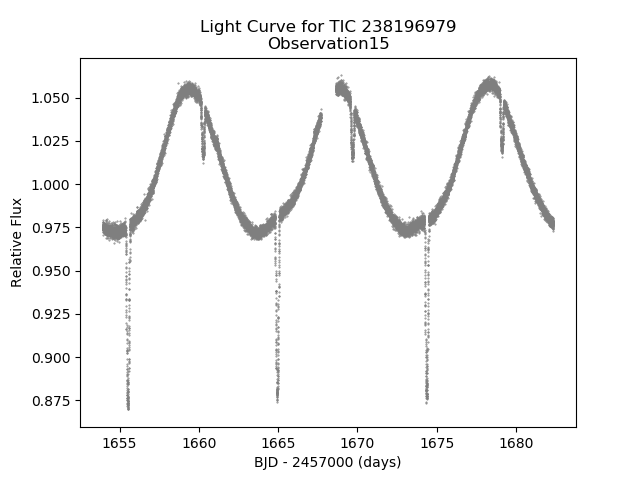 Light Curve for TIC 238196979
Observation15
Relative Flux
1.050
1.025
1.000
0.975
0.950
0.925
0.900
0.875
1655 1660 1665 1670 1675 1680
BJD - 2457000 (days)